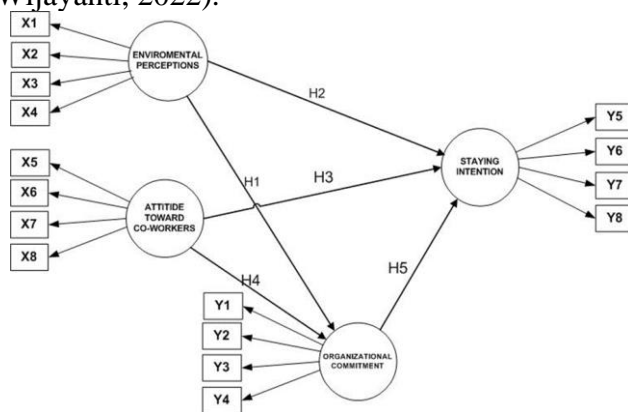 Wijayanti, 2022).
X1
X2
X3
X4
ENVIROMENTAL
PERCEPTIONS
H2
Y5
Y6
Y7
Y8
STAYING
INTENTION
X5
X6
X7
X8
ATTITIDE
TOWARD
CO-WORKERS
H1
H3
H4
H5
Y1
Y2
Y3
Y4
ORGANIZATIONAL
COMMITMENT